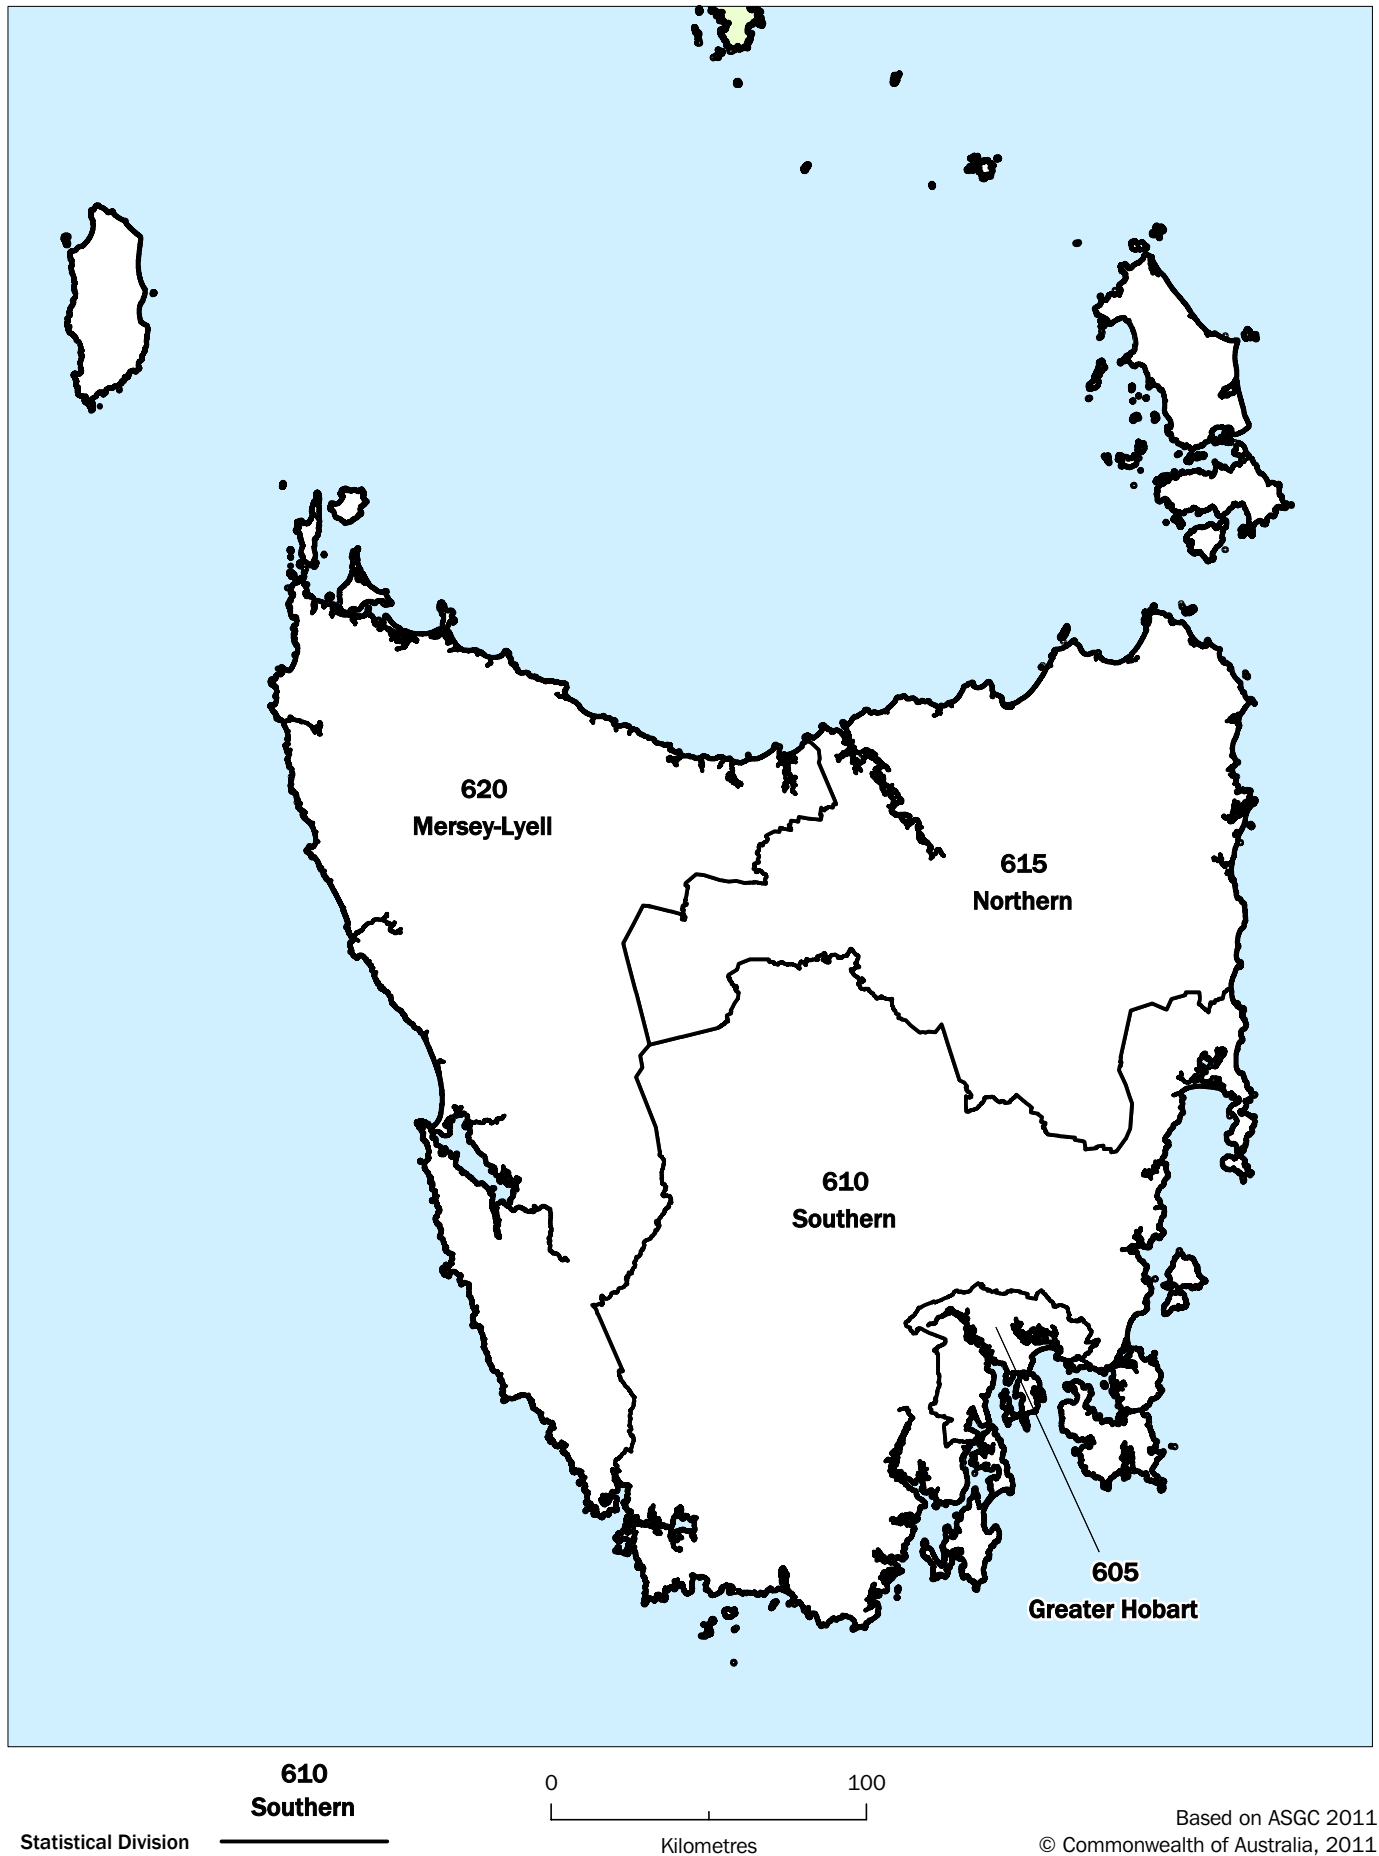 620
Mersey-Lyell
615
Northern
610
Southern
605
Greater Hobart
610
Southern
Statistical Division
0 100
Kilometres
Based on ASGC 2011
© Commonwealth of Australia, 2011